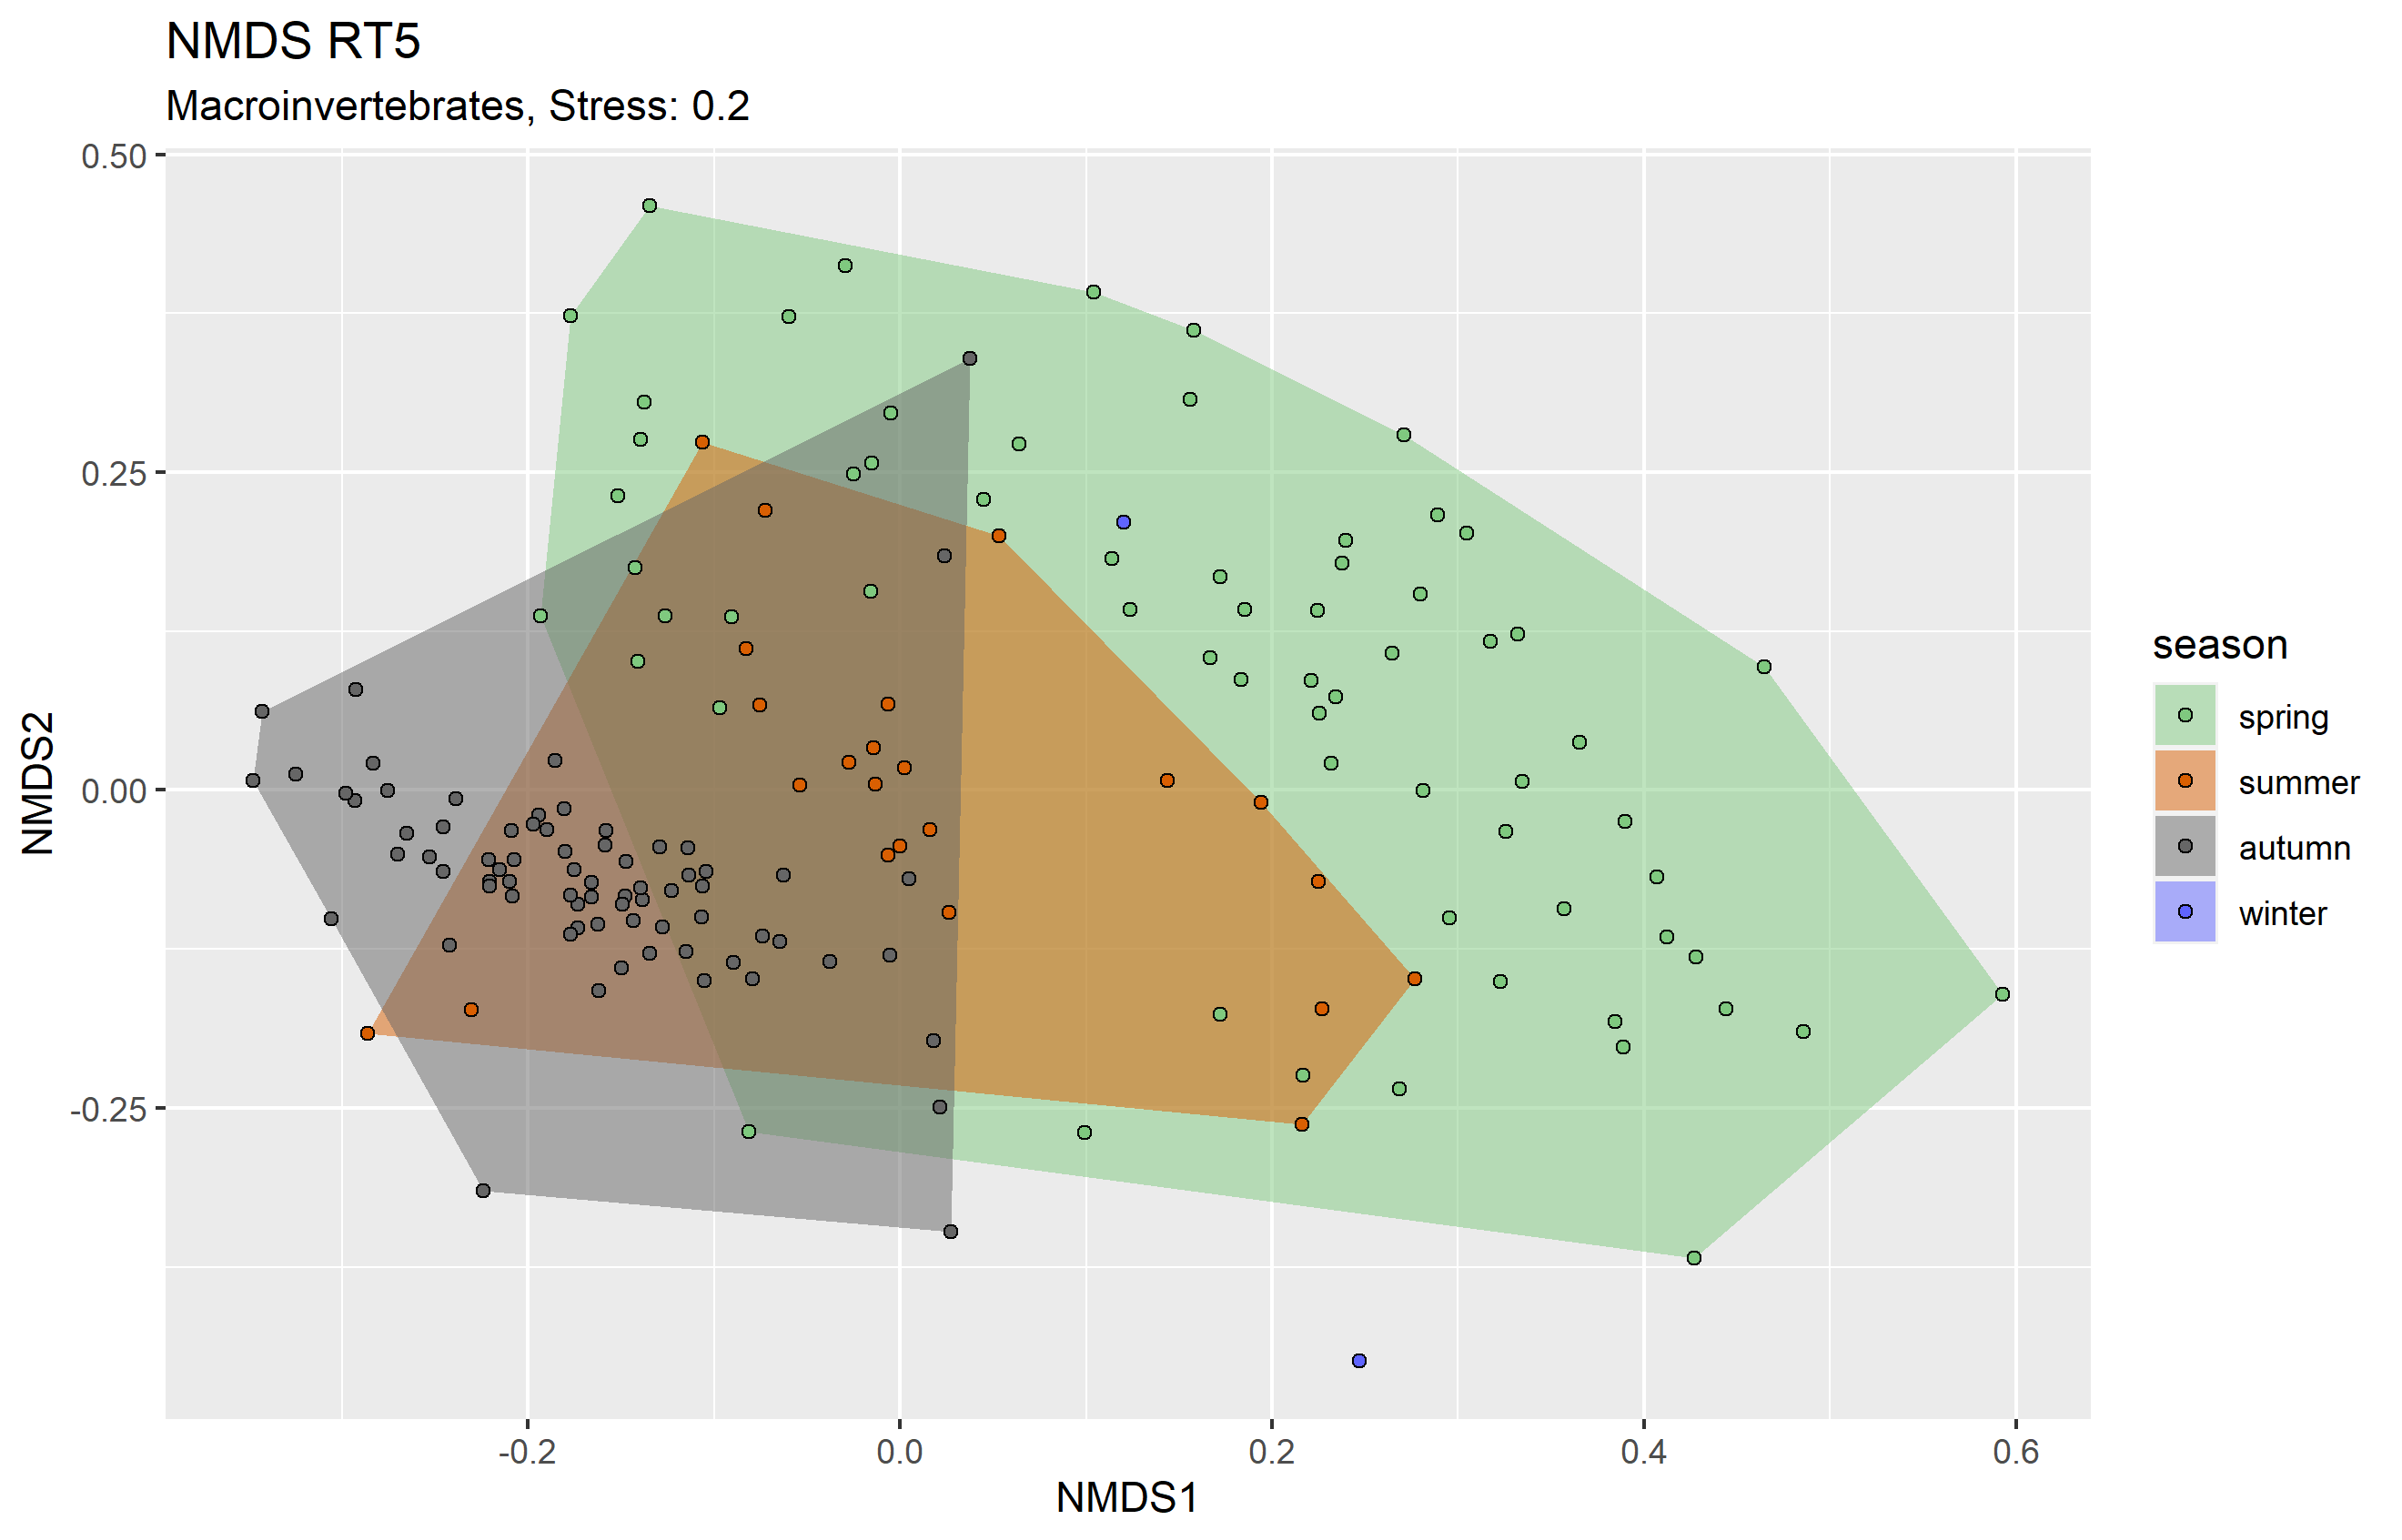 NMDS RT5
Macroinvertebrates, Stress: 0.2
0.50
0.25
0.00
-0.25
NMDS2
-0.2 0.0 0.2 0.4 0.6
NMDS1
season
spring
summer
autumn
winter